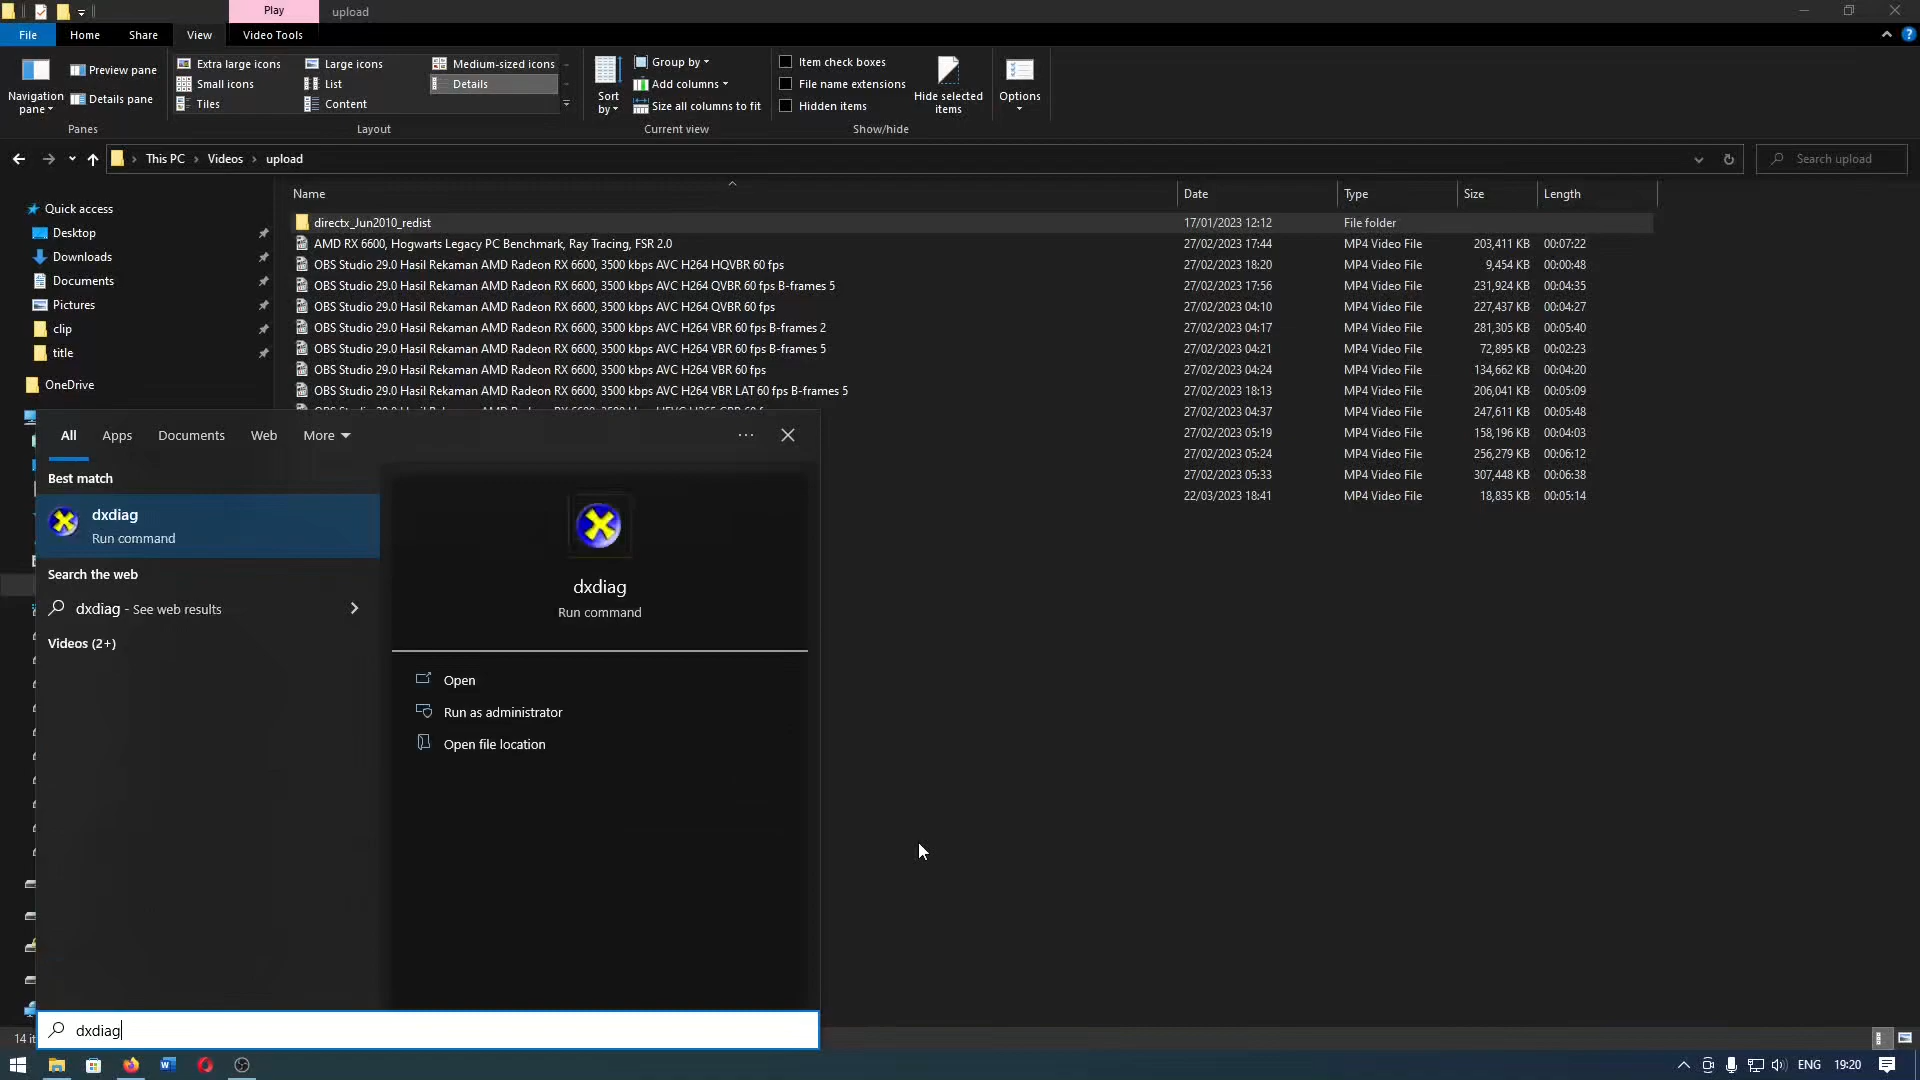 Play
upload
File
Home
Share
View
Video Tools
Navigation pane
Preview pane
Details pane
Panes
Extra large icons
Large icons
Medium-sized icons
Small icons
List
Details
Tiles
Content
Layout
Sort by
Group by
Add columns
Size all columns to fit
Current view
Item check boxes
File name extensions
Hidden items
Hide selected items
Show/hide
Options
This PC
Videos
upload
Search upload
Name
Date
Type
Size
Length
Quick access
Desktop
Downloads
Documents
Pictures
clip
title
OneDrive
directx_Jun2010_redist 17/01/2023 12:12 File folder
AMD RX 6600, Hogwarts Legacy PC Benchmark, Ray Tracing, FSR 2.0 27/02/2023 17:44 MP4 Video File 203,411 KB 00:07:22
OBS Studio 29.0 Hasil Rekaman AMD Radeon RX 6600, 3500 kbps AVC H264 HQVBR 60 fps 27/02/2023 18:20 MP4 Video File 9,454 KB 00:00:48
OBS Studio 29.0 Hasil Rekaman AMD Radeon RX 6600, 3500 kbps AVC H264 QVBR 60 fps B-frames 5 27/02/2023 17:56 MP4 Video File 231,924 KB 00:04:35
OBS Studio 29.0 Hasil Rekaman AMD Radeon RX 6600, 3500 kbps AVC H264 QVBR 60 fps 27/02/2023 04:10 MP4 Video File 227,437 KB 00:04:27
OBS Studio 29.0 Hasil Rekaman AMD Radeon RX 6600, 3500 kbps AVC H264 VBR 60 fps B-frames 2 27/02/2023 04:17 MP4 Video File 281,305 KB 00:05:40
OBS Studio 29.0 Hasil Rekaman AMD Radeon RX 6600, 3500 kbps AVC H264 VBR 60 fps B-frames 5 27/02/2023 04:21 MP4 Video File 72,895 KB 00:02:23
OBS Studio 29.0 Hasil Rekaman AMD Radeon RX 6600, 3500 kbps AVC H264 VBR 60 fps 27/02/2023 04:24 MP4 Video File 134,662 KB 00:04:20
OBS Studio 29.0 Hasil Rekaman AMD Radeon RX 6600, 3500 kbps AVC H264 VBR LAT 60 fps B-frames 5 27/02/2023 18:13 MP4 Video File 206,041 KB 00:05:09
27/02/2023 04:37 MP4 Video File 247,611 KB 00:05:48
27/02/2023 05:19 MP4 Video File 158,196 KB 00:04:03
27/02/2023 05:24 MP4 Video File 256,279 KB 00:06:12
27/02/2023 05:33 MP4 Video File 307,448 KB 00:06:38
22/03/2023 18:41 MP4 Video File 18,835 KB 00:05:14
All
Apps
Documents
Web
More
Best match
dxdiag
Run command
Search the web
dxdiag - See web results
Videos (2+)
dxdiag
Run command
Open
Run as administrator
Open file location
dxdiag
14 it
ENG
19:20